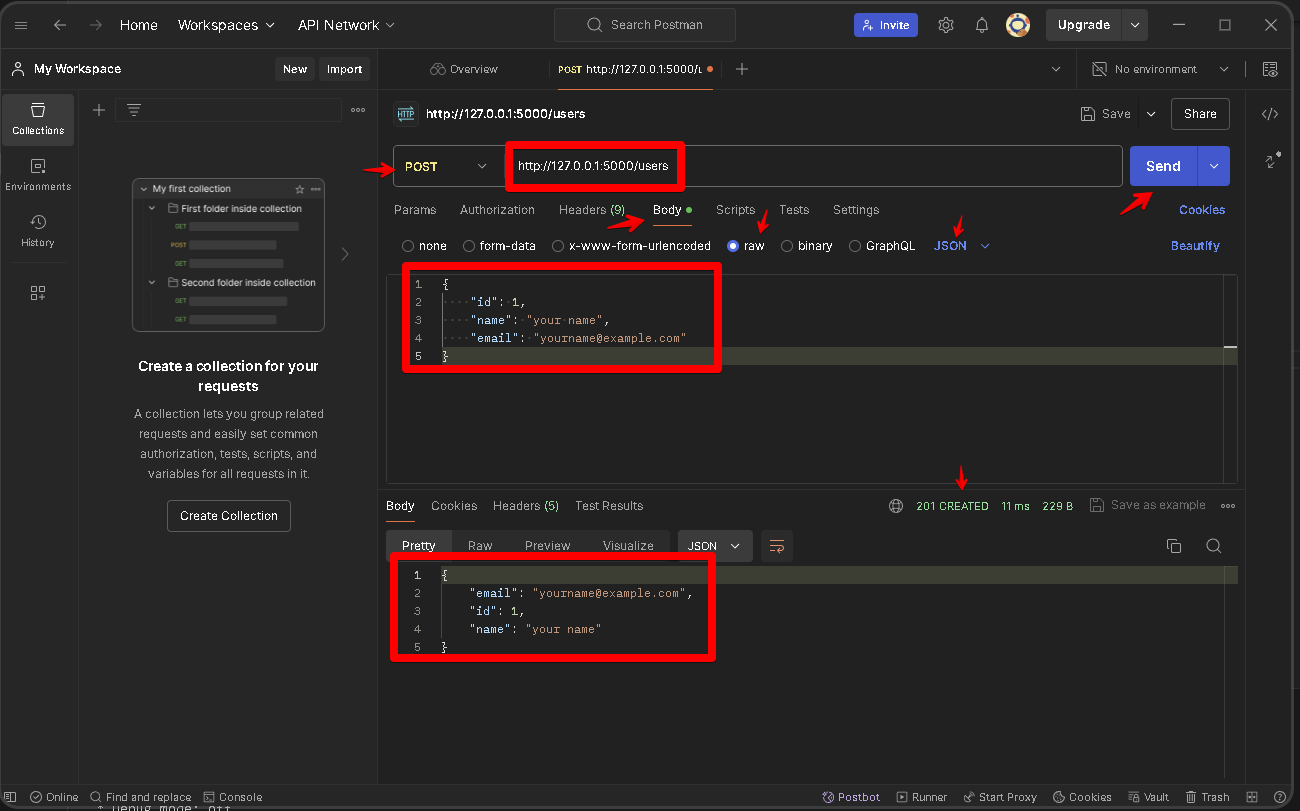 Home Workspaces API Network Search Postman Invite Upgrade
My Workspace New Import Overview POST http://127.0.0.1:5000/u No environment
Collections
Environments
History
My first collection
First folder inside collection
GET
POST
GET
Second folder inside collection
GET
GET
Create a collection for your
requests
A collection lets you group related
requests and easily set common
authorization, tests, scripts, and
variables for all requests in it.
Create Collection
HTTP http://127.0.0.1:5000/users Save Share
POST http://127.0.0.1:5000/users Send
Params Authorization Headers (9) Body Scripts Tests Settings Cookies
none form-data x-www-form-urlencoded raw binary GraphQL JSON Beautify
1 {
2 "id": 1,
3 "name": "your name",
4 "email": "yourname@example.com"
5 }
Body Cookies Headers (5) Test Results 201 CREATED 11 ms 229 B Save as example
Pretty Raw Preview Visualize JSON
1 {
2 "email": "yourname@example.com",
3 "id": 1,
4 "name": "your name"
5 }
Online Find and replace Console Postbot Runner Start Proxy Cookies Vault Trash
* Debug mode: off